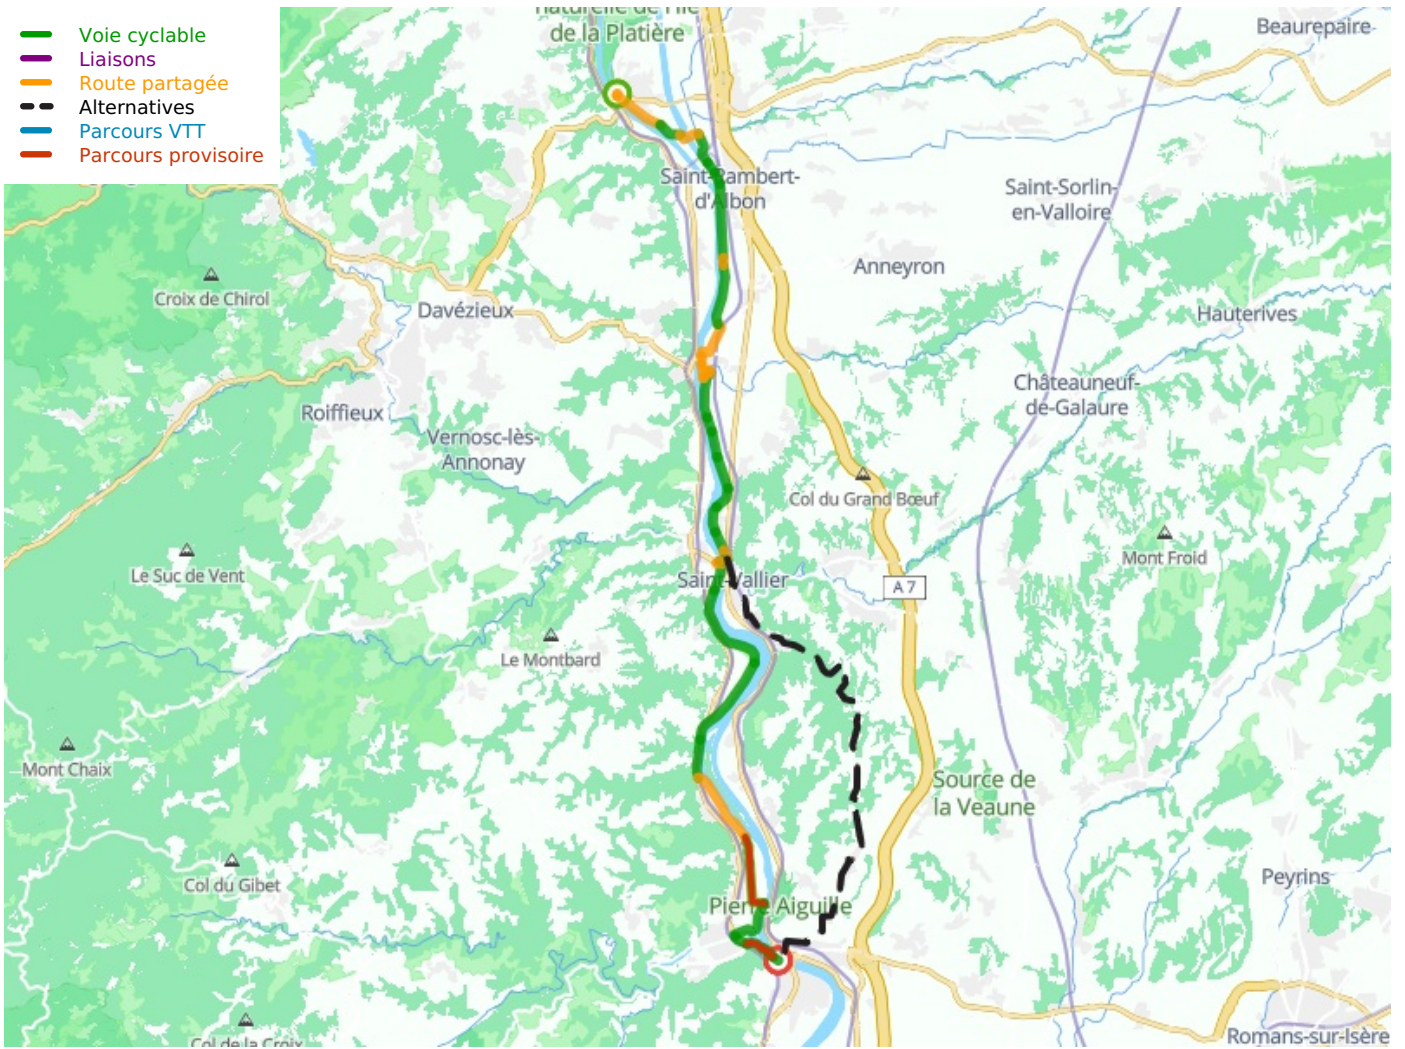 Voie cyclable
Liaisons
Route partagée
Alternatives
Parcours VTT
Parcours provisoire
naturelle de l'île
de la Platière
Beaurepaire
Saint-Rambert-
d'Albon
Saint-Sorlin-
en-Valloire
Anneyron
Croix de Chirol
Davézieux
Hauterives
Châteauneuf-
de-Galaure
Roiffieux
Vernosc-lès-
Annonay
Col du Grand Bœuf
Mont Froid
Le Suc de Vent
Saint-Vallier
A 7
Le Montbard
Mont Chaix
Source de
la Veaune
Col du Gibet
Peyrins
Pierre Aiguille
Col de la Croix
Romans-sur-Isère